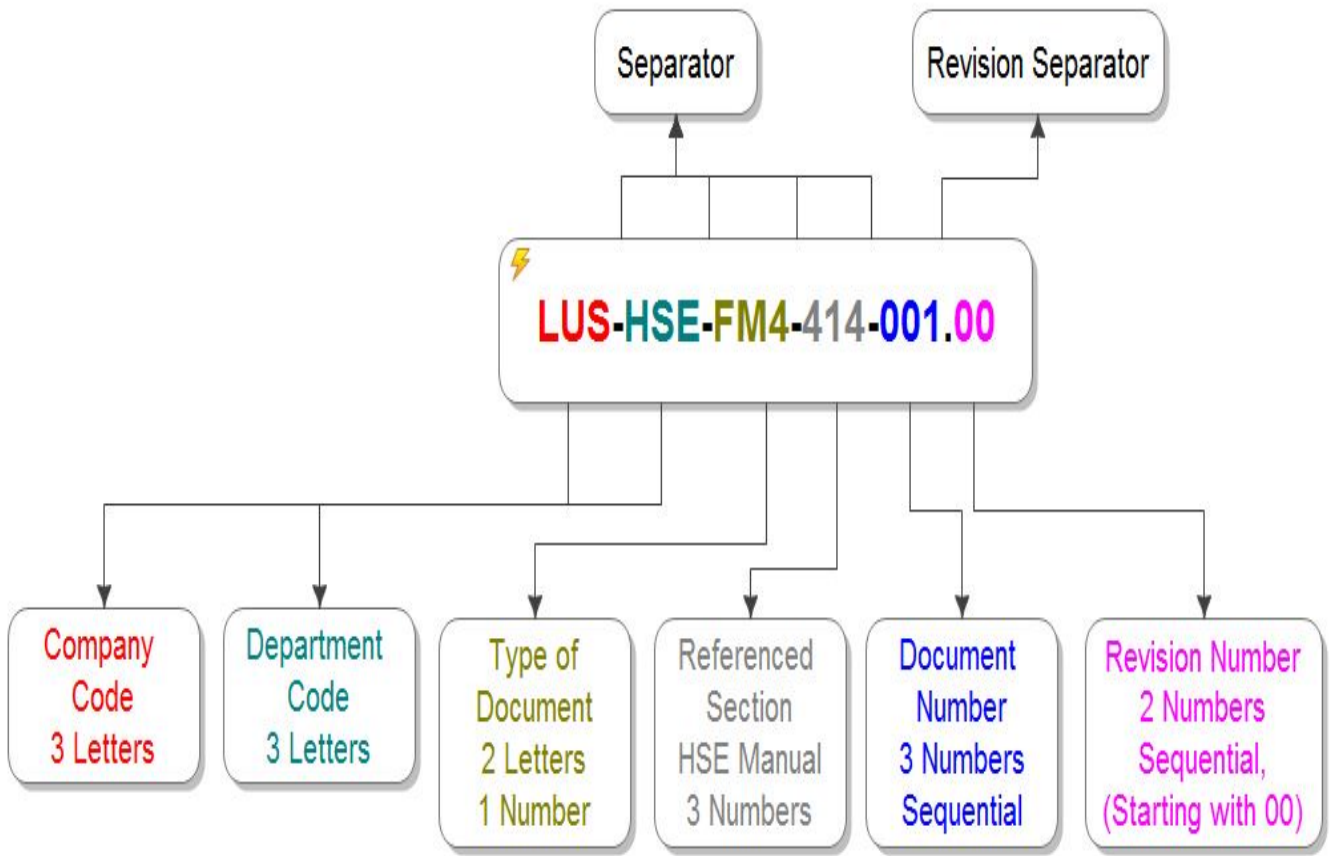 Separator
Revision Separator
LUS-HSE-FM4-414-001.00
Company
Code
3 Letters
Department
Code
3 Letters
Type of
Document
2 Letters
1 Number
Referenced
Section
HSE Manual
3 Numbers
Document
Number
3 Numbers
Sequential
Revision Number
2 Numbers
Sequential,
(Starting with 00)